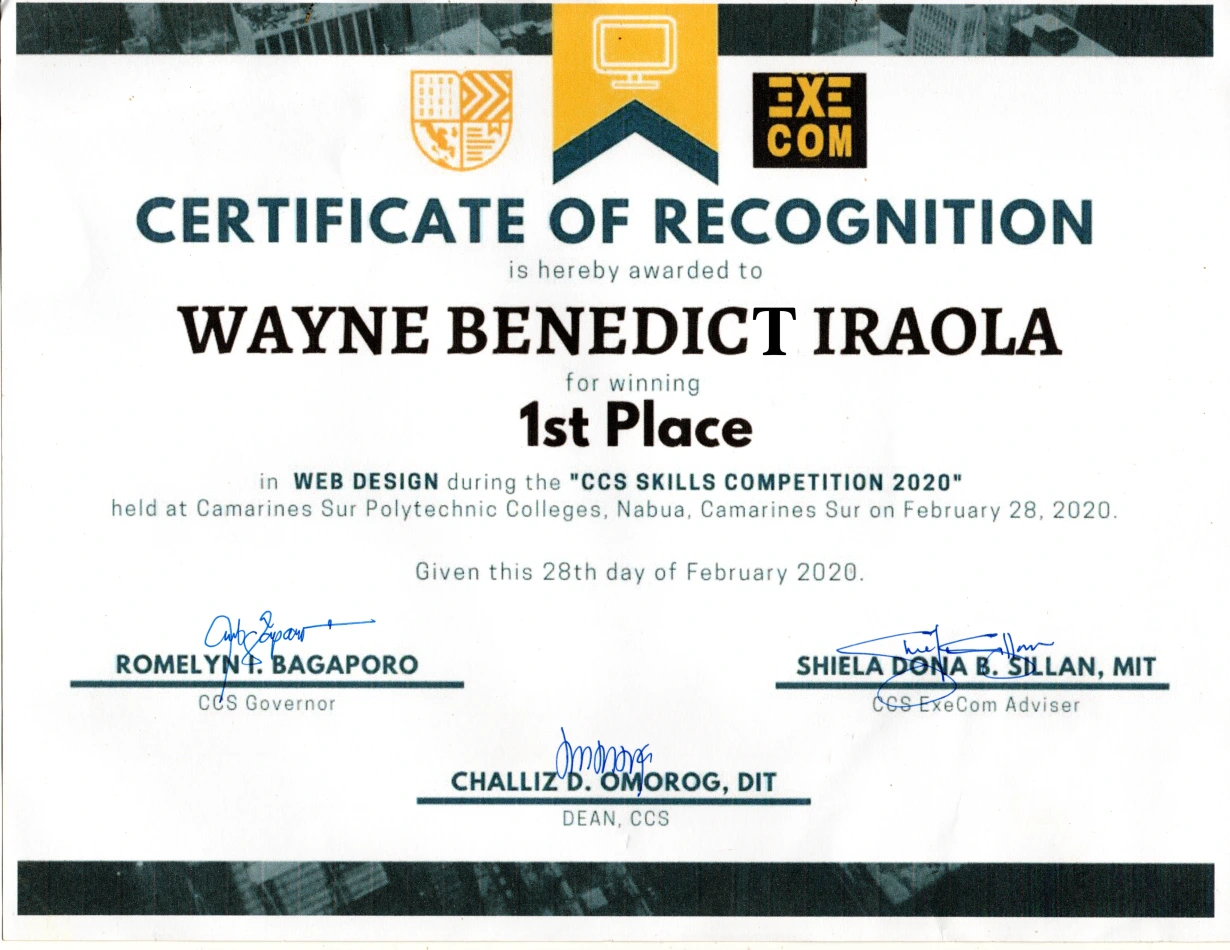 EXE
COM
CERTIFICATE OF RECOGNITION
is hereby awarded to
WAYNE BENEDICT IRAOLA
for winning
1st Place
in WEB DESIGN during the "CCS SKILLS COMPETITION 2020"
held at Camarines Sur Polytechnic Colleges, Nabua, Camarines Sur on February 28, 2020.
Given this 28th day of February 2020.
ROMELYN I. BAGAPORO
CCS Governor
SHIELA DONA B. SILLAN, MIT
CCS ExeCom Adviser
CHALLIZ D. OMOROG, DIT
DEAN, CCS